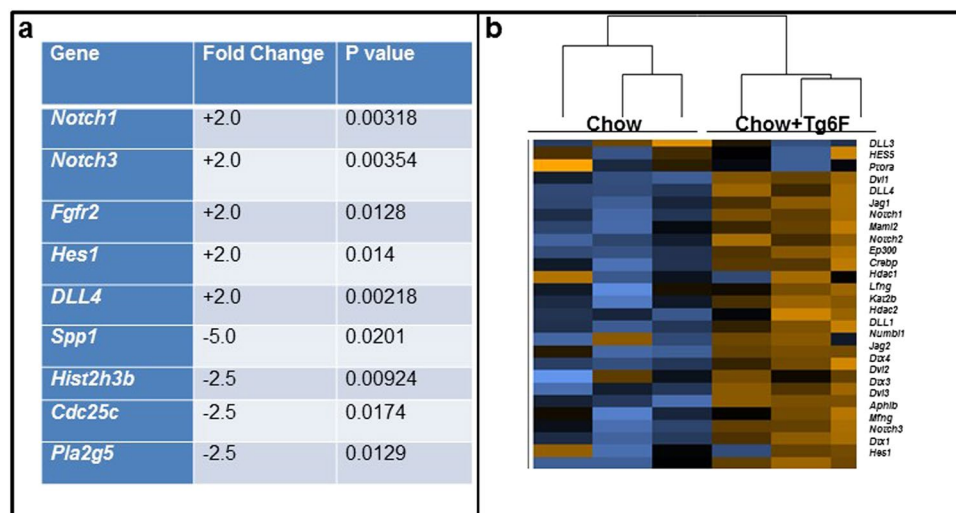 a
Gene Fold Change P value
Notch1 +2.0 0.00318
Notch3 +2.0 0.00354
Fgfr2 +2.0 0.0128
Hes1 +2.0 0.014
DLL4 +2.0 0.00218
Spp1 -5.0 0.0201
Hist2h3b -2.5 0.00924
Cdc25c -2.5 0.0174
Pla2g5 -2.5 0.0129
b
Chow Chow+Tg6F
DLL3
HES5
Dvl1
DLL4
Jag1
Notch1
Maml2
Notch2
Ep300
Crebp
Hdac1
Lfng
Kat2b
Hdac2
DLL1
Numbl1
Jag2
Dtx4
Dvl2
Dtx3
Dvl3
Mfng
Notch3
Dtx1
Hes1